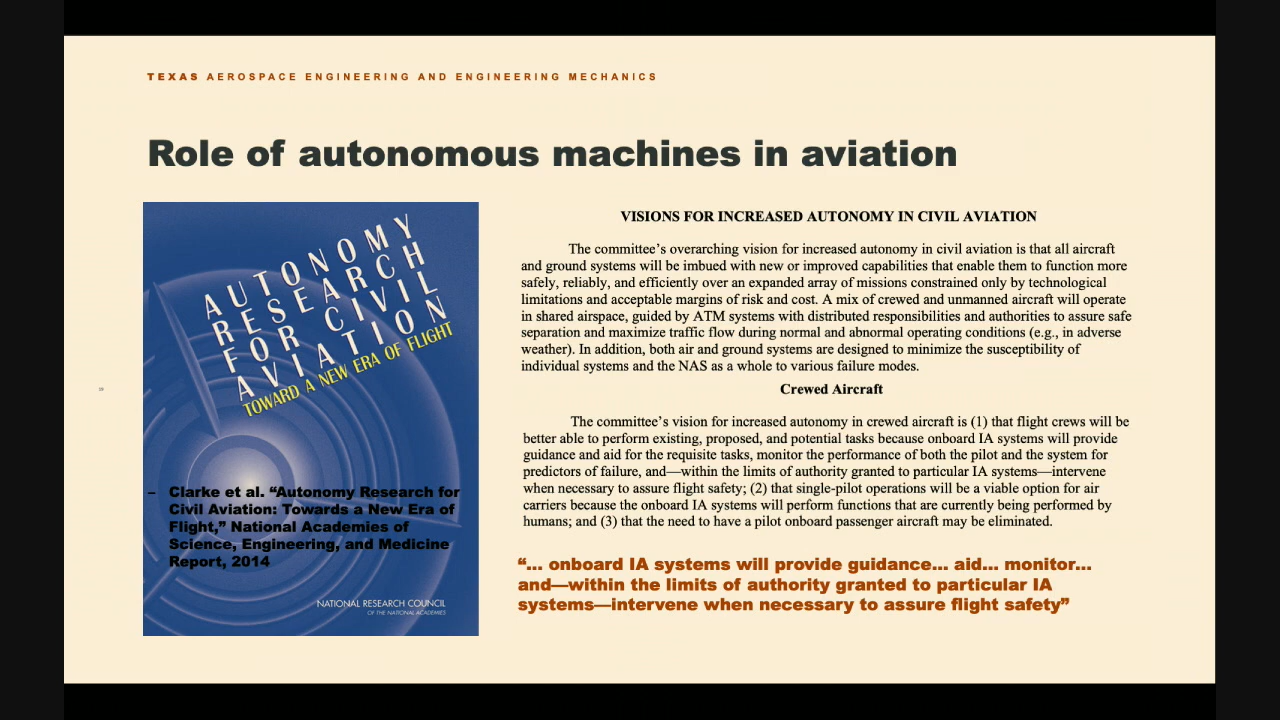 TEXAS AEROSPACE ENGINEERING AND ENGINEERING MECHANICS
Role of autonomous machines in aviation
AUTONOMY
RESEARCH
FOR CIVIL
AVIATION
TOWARD A NEW ERA OF FLIGHT
– Clarke et al. “Autonomy Research for
Civil Aviation: Towards a New Era of
Flight,” National Academies of
Science, Engineering, and Medicine
Report, 2014
NATIONAL RESEARCH COUNCIL
OF THE NATIONAL ACADEMIES
VISIONS FOR INCREASED AUTONOMY IN CIVIL AVIATION
The committee’s overarching vision for increased autonomy in civil aviation is that all aircraft
and ground systems will be imbued with new or improved capabilities that enable them to function more
safely, reliably, and efficiently over an expanded array of missions constrained only by technological
limitations and acceptable margins of risk and cost. A mix of crewed and unmanned aircraft will operate
in shared airspace, guided by ATM systems with distributed responsibilities and authorities to assure safe
separation and maximize traffic flow during normal and abnormal operating conditions (e.g., in adverse
weather). In addition, both air and ground systems are designed to minimize the susceptibility of
individual systems and the NAS as a whole to various failure modes.
Crewed Aircraft
The committee’s vision for increased autonomy in crewed aircraft is (1) that flight crews will be
better able to perform existing, proposed, and potential tasks because onboard IA systems will provide
guidance and aid for the requisite tasks, monitor the performance of both the pilot and the system for
predictors of failure, and—within the limits of authority granted to particular IA systems—intervene
when necessary to assure flight safety; (2) that single-pilot operations will be a viable option for air
carriers because the onboard IA systems will perform functions that are currently being performed by
humans; and (3) that the need to have a pilot onboard passenger aircraft may be eliminated.
“... onboard IA systems will provide guidance... aid... monitor...
and—within the limits of authority granted to particular IA
systems—intervene when necessary to assure flight safety”